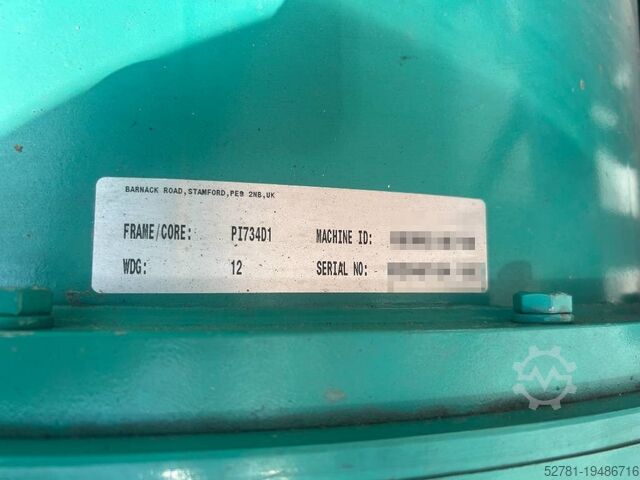 BARNACK ROAD,STAMFORD,PE9 2NB,UK
FRAME/CORE: PI734D1 MACHINE ID:
WDG: 12 SERIAL NO:
52781-19486716